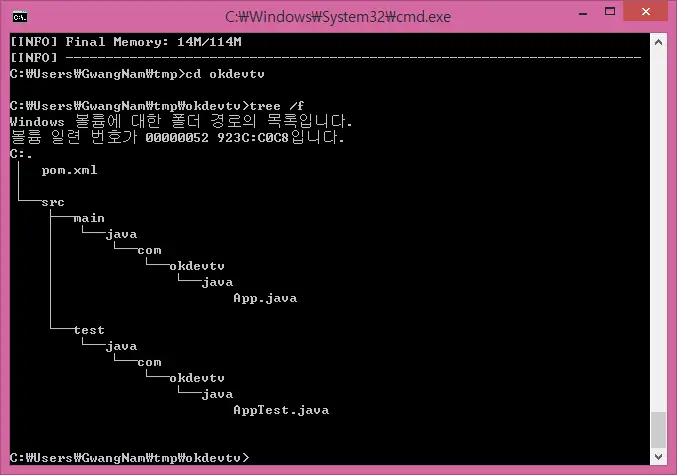 C:₩Windows₩System32₩cmd.exe
[INFO] Final Memory: 14M/114M
[INFO] ------------------------------------------------------------------------
C:₩Users₩GwangNam₩tmp>cd okdevtv
C:₩Users₩GwangNam₩tmp₩okdevtv>tree /f
Windows 볼륨에 대한 폴더 경로의 목록입니다.
볼륨 일련 번호가 00000052 923C:C0C8입니다.
C:.
│  pom.xml
│
└──src
├──main
│  └──java
│      └──com
│          └──okdevtv
│              └──java
│                      App.java
│
└──test
└──java
└──com
└──okdevtv
└──java
AppTest.java
C:₩Users₩GwangNam₩tmp₩okdevtv>